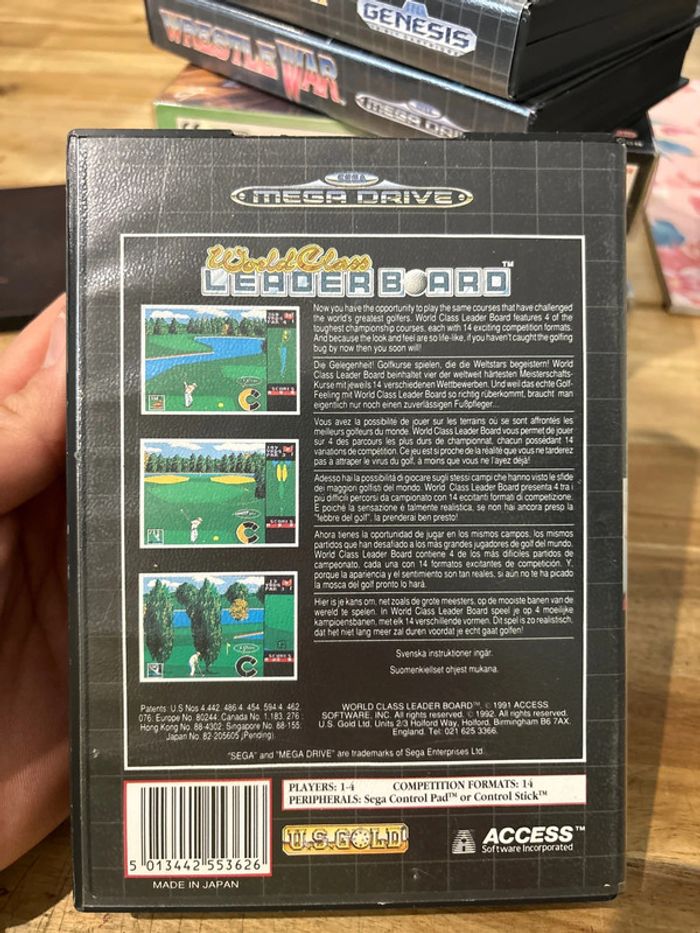 GENESIS
WRESTLE WAR
MEGA DRI
SEGA
MEGA DRIVE
World Class
LEADER BOARD™
Now you have the opportunity to play the same courses that have challenged
the world's greatest golfers. World Class Leader Board features 4 of the
toughest championship courses, each with 14 exciting competition formats.
And because the look and feel are so life-like, if you haven't caught the golfing
bug by now then you soon will!
Die Gelegenheit! Golfkurse spielen, die die Weltstars begeistern! World
Class Leader Board beinhaltet vier der weltweit härtesten Meisterschafts-
Kurse mit jeweils 14 verschiedenen Wettbewerben. Und weil das echte Golf-
Feeling mit World Class Leader Board so richtig rüberkommt, braucht man
eigentlich nur noch einen zuverlässigen Fußpfleger...
Vous avez la possibilité de jouer sur les terrains où se sont affrontés les
meilleurs golfeurs du monde. World Class Leader Board vous permet de jouer
sur 4 des parcours les plus durs de championnat, chacun possédant 14
variations de compétition. Ce jeu est si proche de la réalité que vous ne tarderez
pas a attraper le virus du golf, à moins que vous ne l'ayez déjà!
Adesso hai la possibilità di giocare sugli stessi campi che hanno visto le sfide
dei maggiori golfisti del mondo. World Class Leader Board presenta 4 tra i
più difficili percorsi da campionato con 14 eccitanti formati di competizione.
E poichè la sensazione è talmente realistica, se non hai ancora presp la
"febbre del golf", la prenderai ben presto!
Ahora tienes la oportunidad de jugar en los mismos campos, los mismos
partidos que han desafiado a los más grandes jugadores de golf del mundo.
World Class Leader Board contiene 4 de los más difíciles partidos de
campeonato, cada una con 14 formatos excitantes de competición. Y,
porque la apariencia y el sentimiento son tan reales, si aún no te ha picado
la mosca del golf pronto lo hará.
Hier is je kans om, net zoals de grote meesters, op de mooiste banen van de
wereld te spelen. In World Class Leader Board speel je op 4 moeilijke
kampioensbanen, met elk 14 verschillende vormen. Dit spel is zo realistisch,
dat het niet lang meer zal duren voordat je echt gaat golfen!
Svenska instruktioner ingår.
Suomenkiellset ohjest mukana.
Patents: U.S Nos 4.442. 486 4. 454. 594 4. 462.
076: Europe No. 80244: Canada No. 1.183. 276 :
Hong Kong No. 88-4302: Singapore No. 88-155:
Japan No. 82-205605 (Pending).
WORLD CLASS LEADER BOARD™. © 1991 ACCESS
SOFTWARE, INC. All rights reserved. © 1992. All rights reserved.
U.S. Gold Ltd. Units 2/3 Holford Way, Holford, Birmingham B6 7AX.
England. Tel: 021 625 3366.
"SEGA" and "MEGA DRIVE" are trademarks of Sega Enterprises Ltd.
PLAYERS: 1-4 COMPETITION FORMATS: 14
PERIPHERALS: Sega Control Pad™ or Control Stick™
5 013442 553626
MADE IN JAPAN
U.S.GOLD
ACCESS™
Software Incorporated